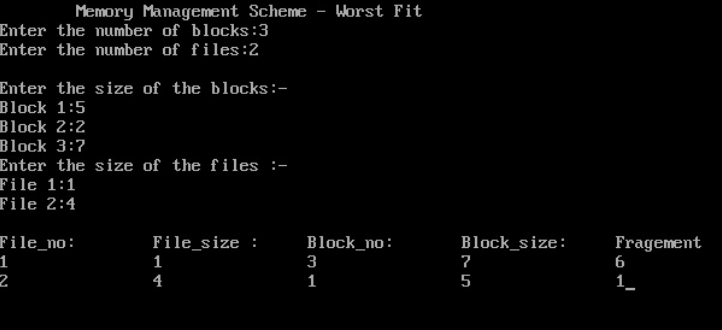 Memory Management Scheme - Worst Fit
Enter the number of blocks:3
Enter the number of files:2
Enter the size of the blocks:-
Block 1:5
Block 2:2
Block 3:7
Enter the size of the files :-
File 1:1
File 2:4
File_no: File_size : Block_no: Block_size: Fragement
1 1 3 7 6
2 4 1 5 1_